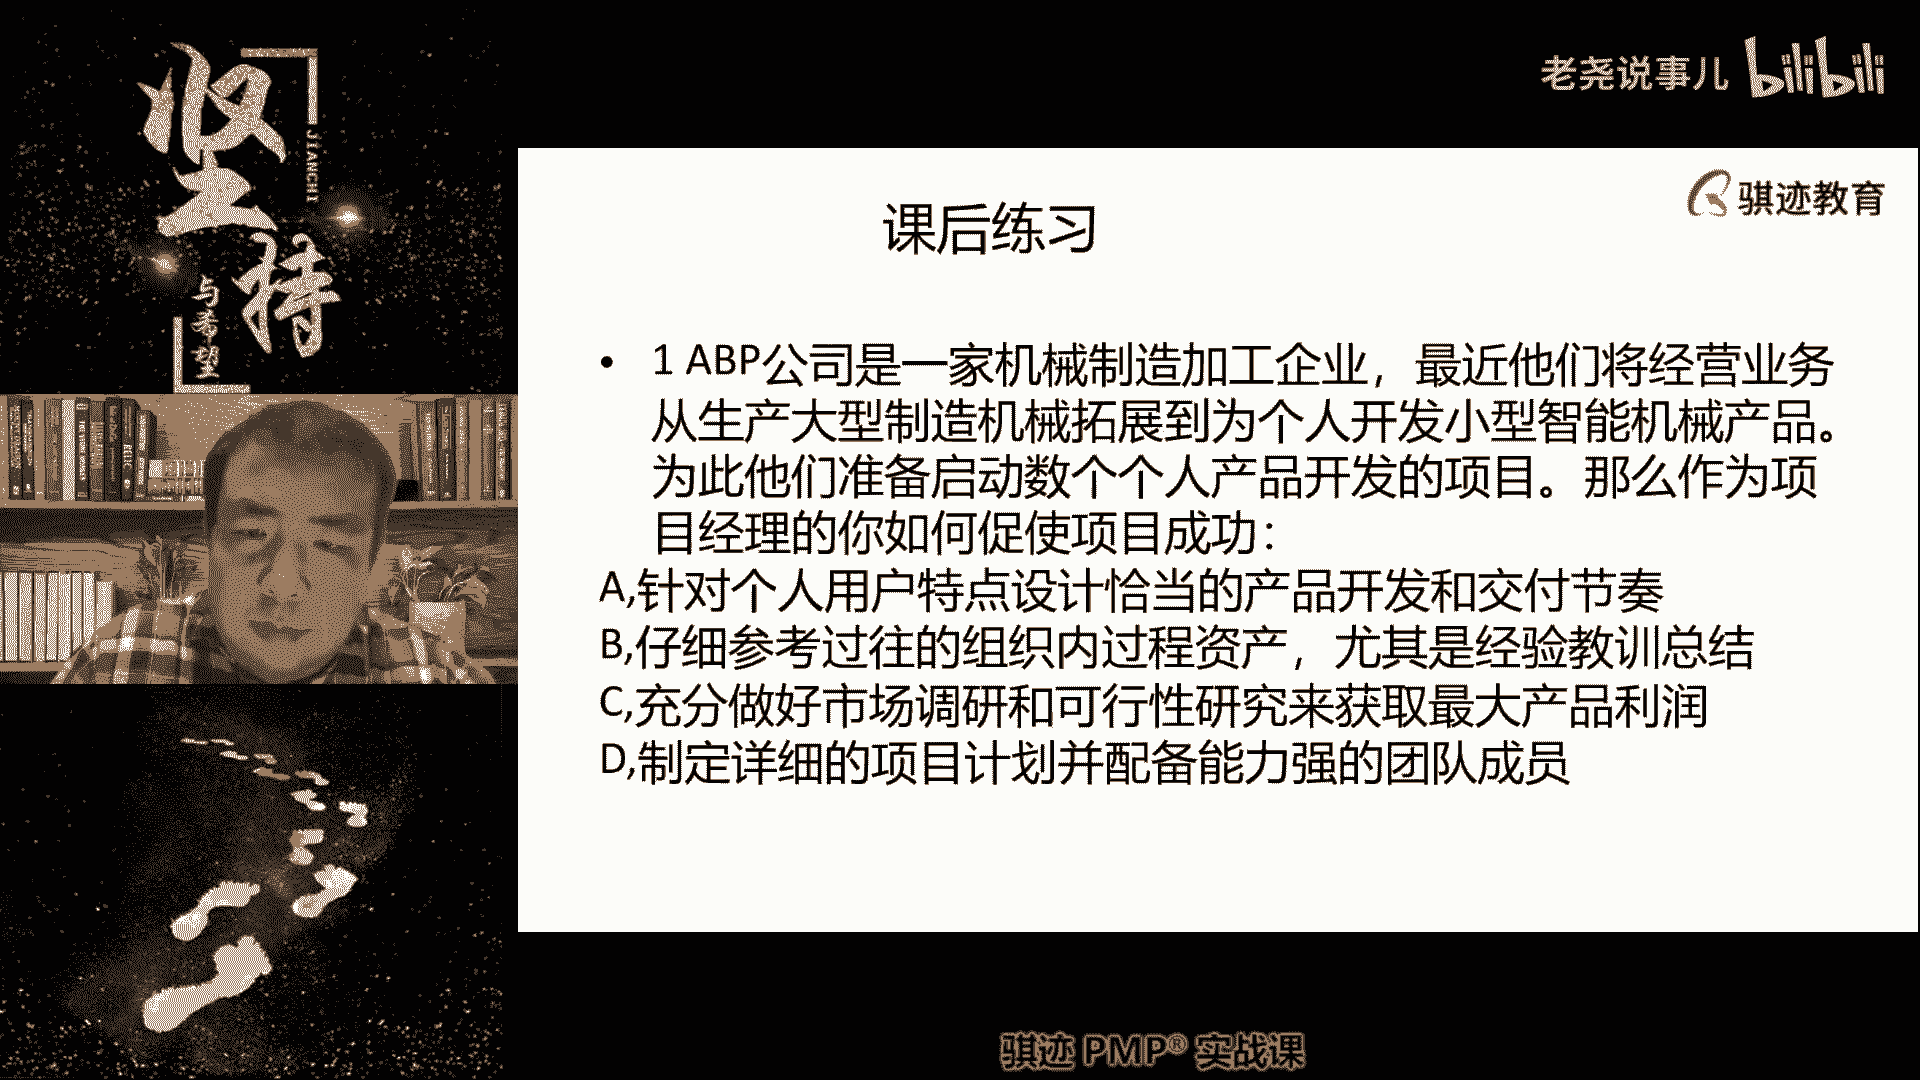 坚持
JIANCHI
与希望
老尧说事儿 bilibili
骐迹教育
课后练习
• 1 ABP公司是一家机械制造加工企业，最近他们将经营业务
从生产大型制造机械拓展到为个人开发小型智能机械产品。
为此他们准备启动数个个人产品开发的项目。那么作为项
目经理的你如何促使项目成功：
A,针对个人用户特点设计恰当的产品开发和交付节奏
B,仔细参考过往的组织内过程资产，尤其是经验教训总结
C,充分做好市场调研和可行性研究来获取最大产品利润
D,制定详细的项目计划并配备能力强的团队成员
骐迹 PMP® 实战课